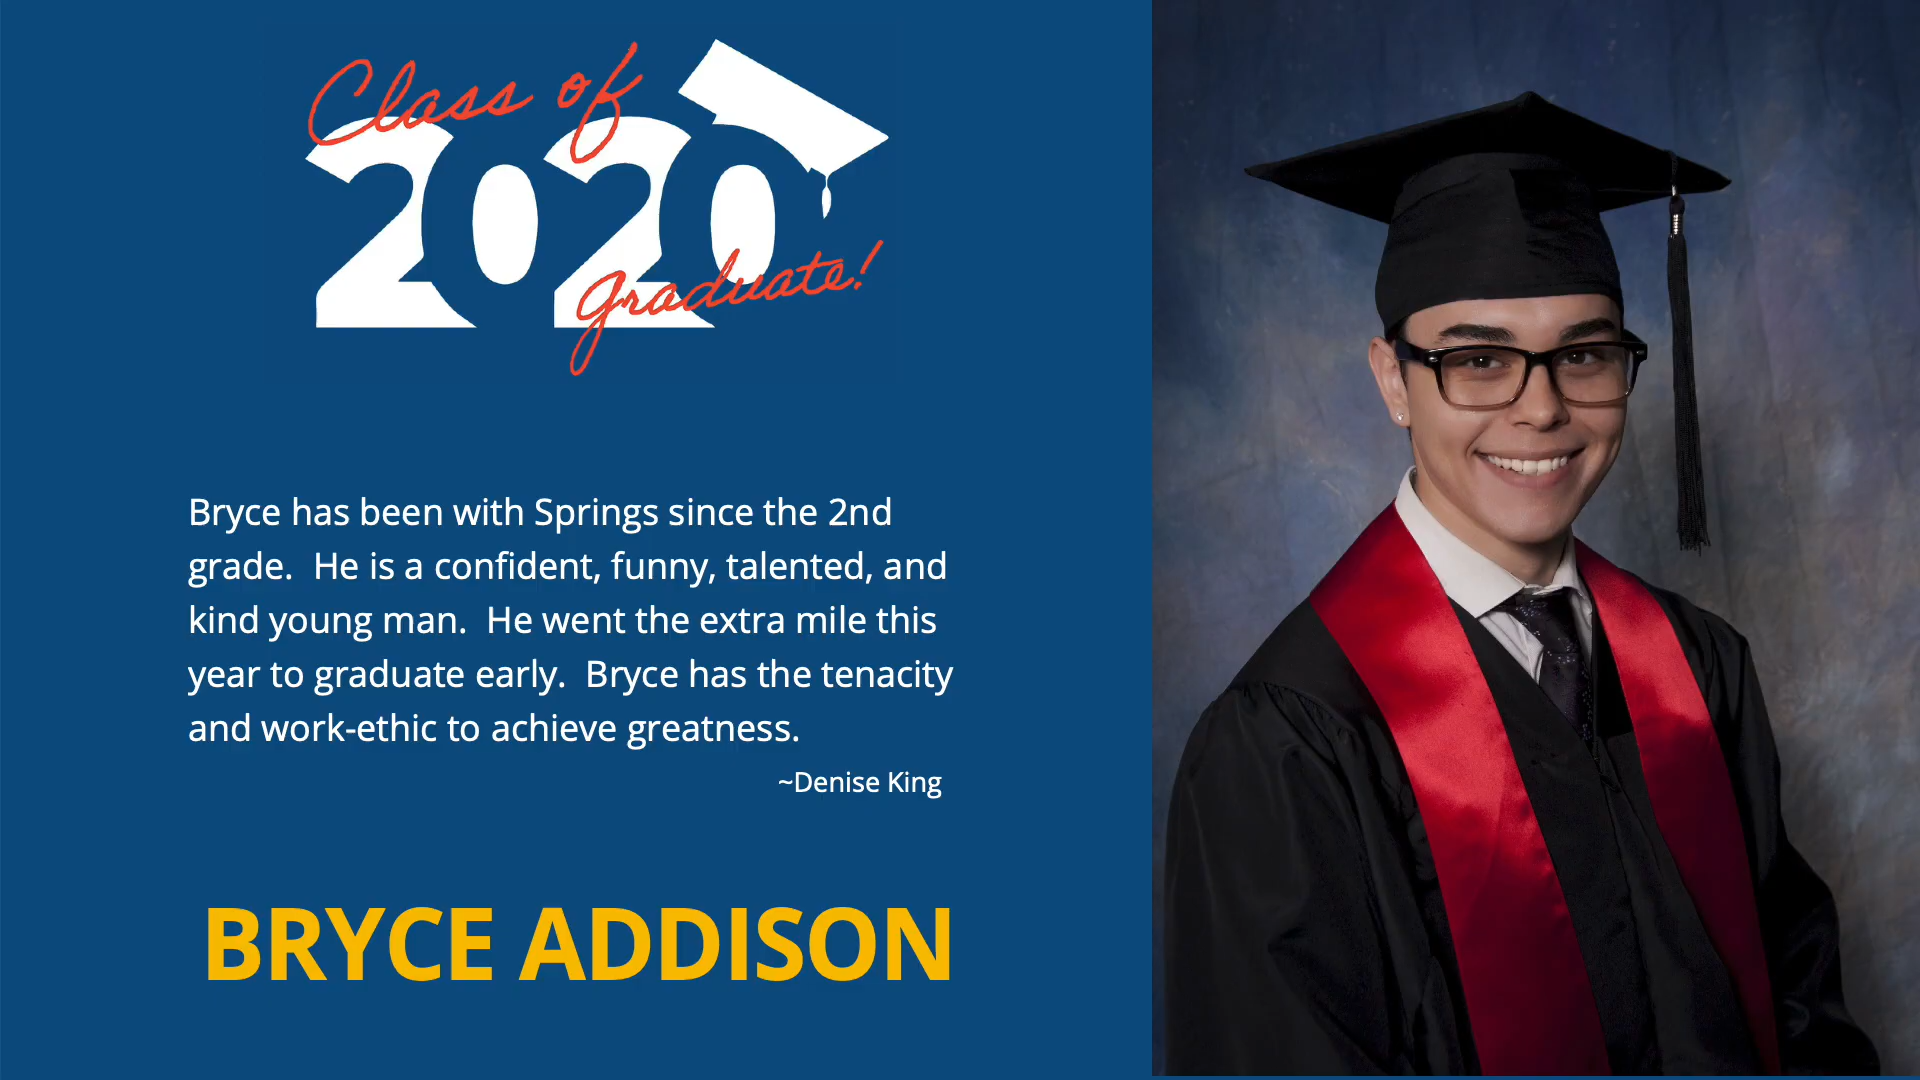 Class of
2020
graduate!
Bryce has been with Springs since the 2nd
grade.  He is a confident, funny, talented, and
kind young man.  He went the extra mile this
year to graduate early.  Bryce has the tenacity
and work-ethic to achieve greatness.
~Denise King
BRYCE ADDISON